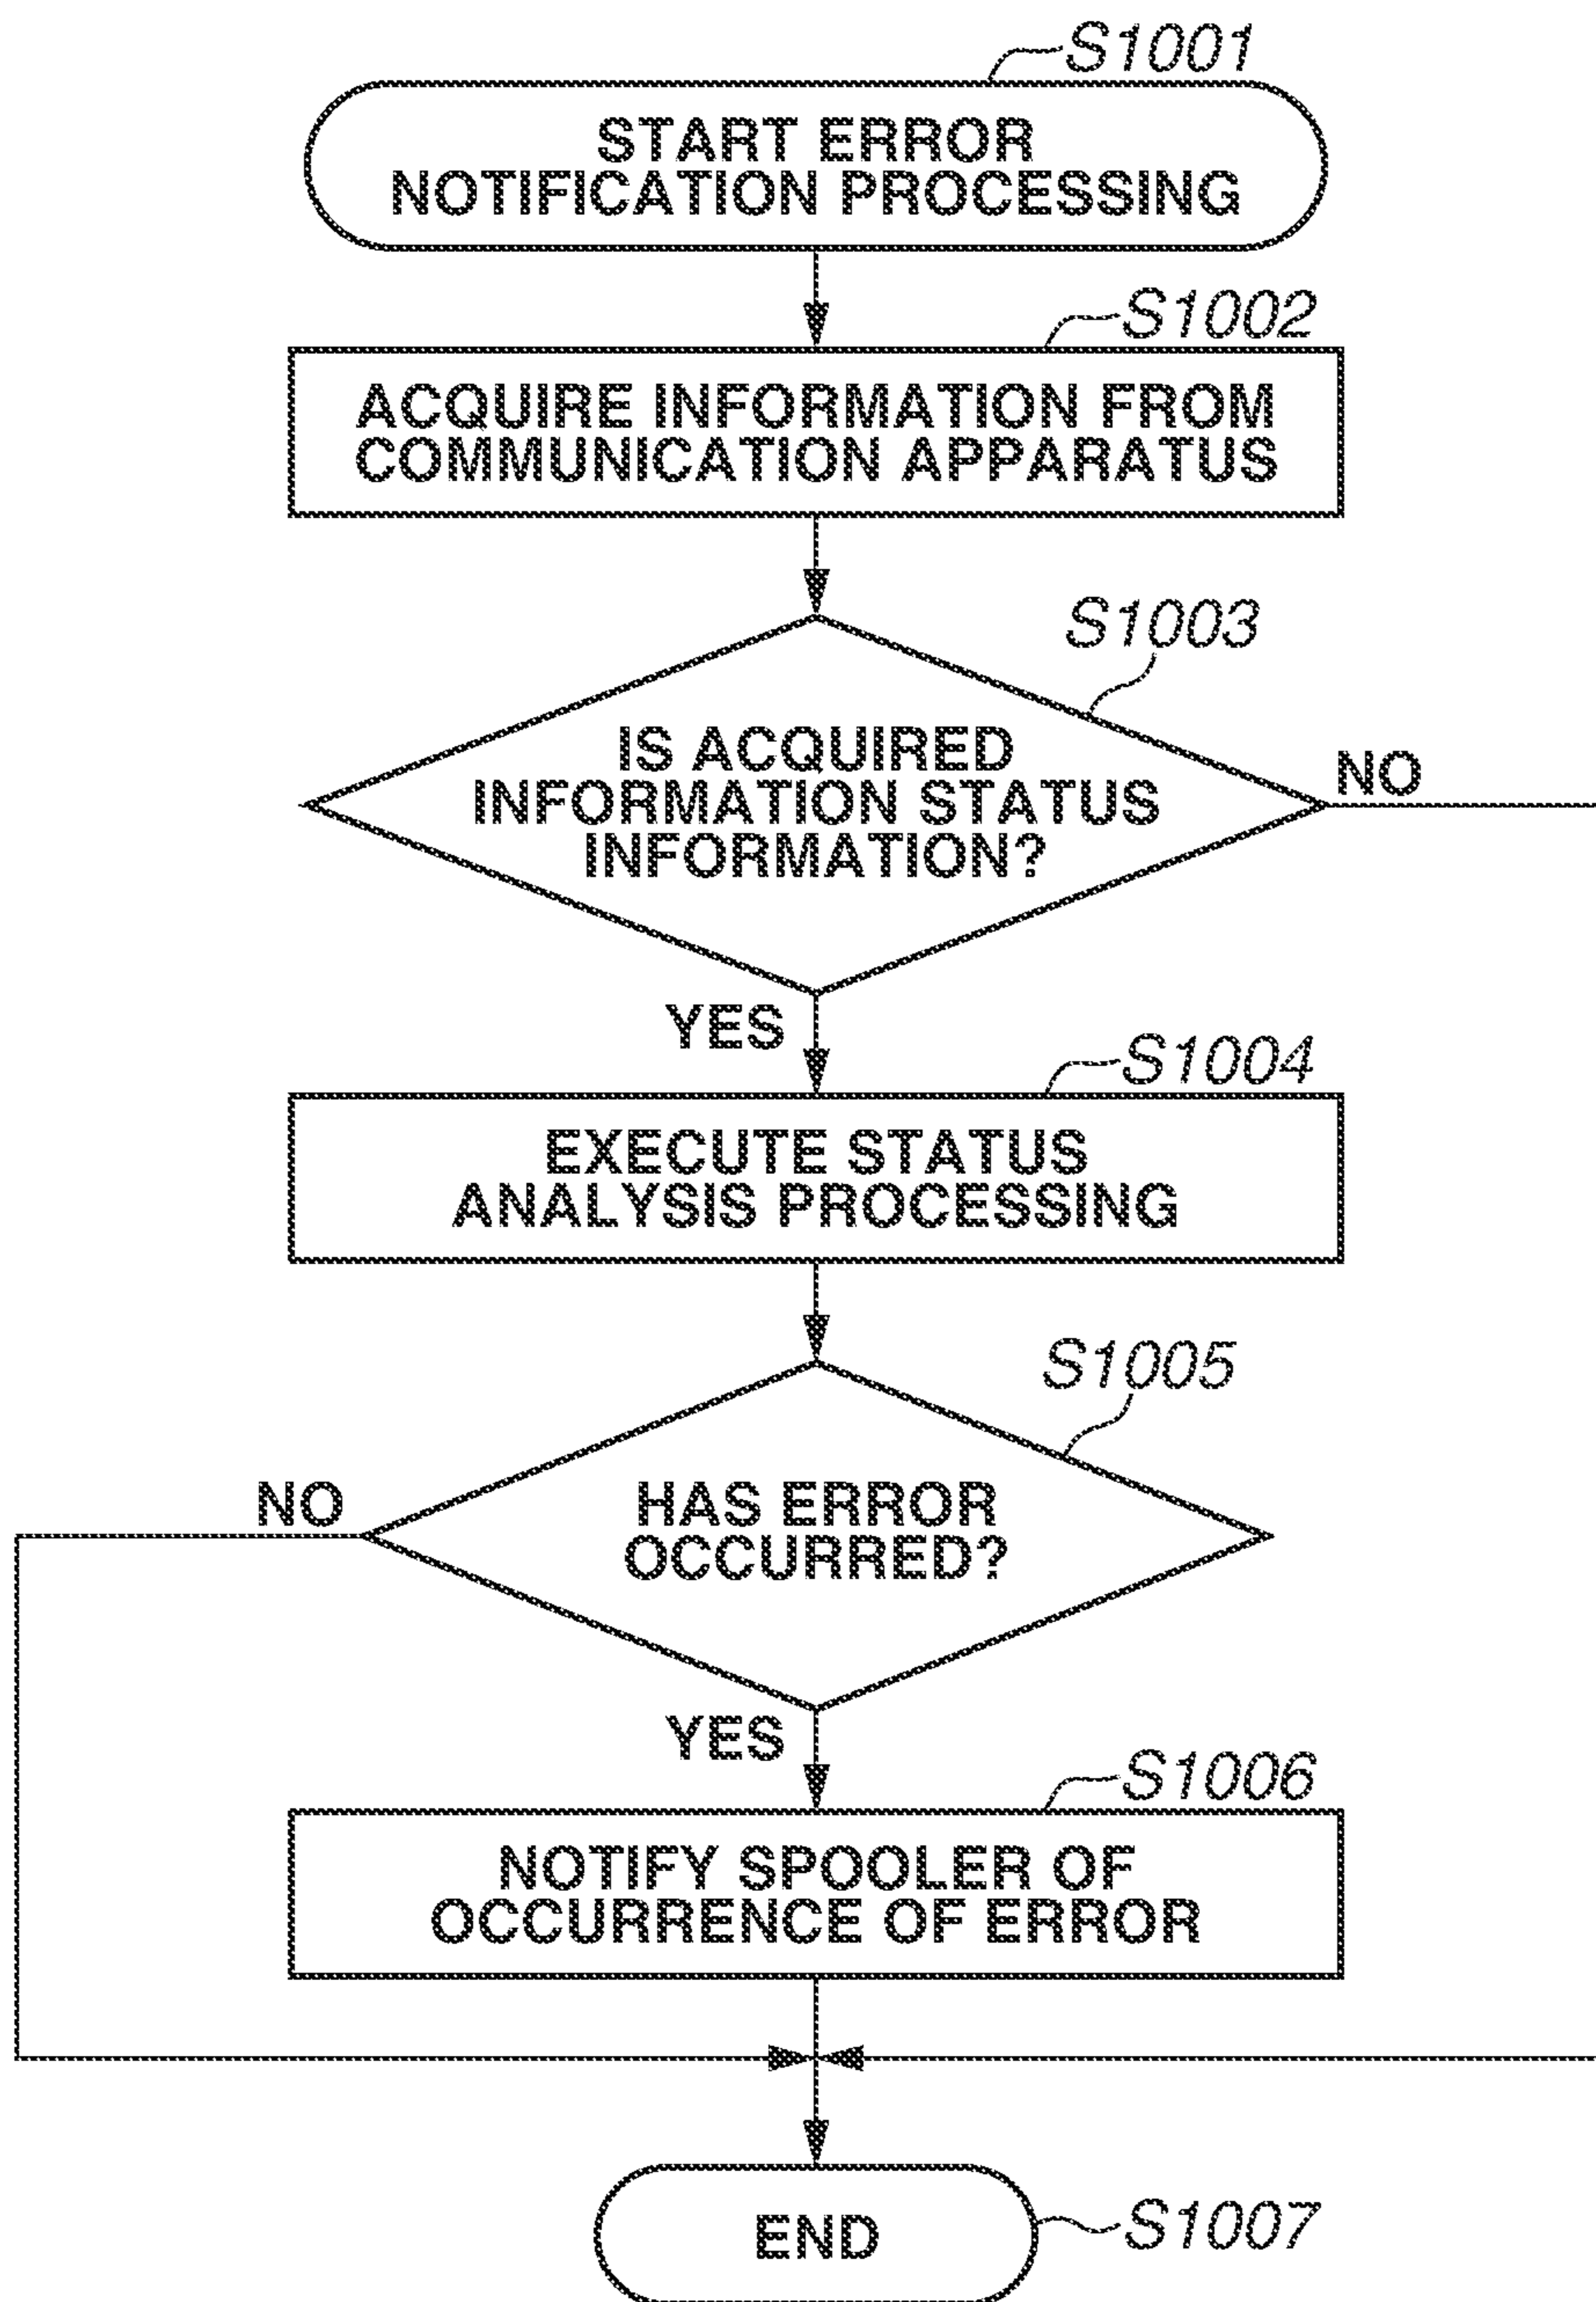 S1001
START ERROR
NOTIFICATION PROCESSING
S1002
ACQUIRE INFORMATION FROM
COMMUNICATION APPARATUS
S1003
IS ACQUIRED
INFORMATION STATUS
INFORMATION?
NO
YES
S1004
EXECUTE STATUS
ANALYSIS PROCESSING
S1005
HAS ERROR
OCCURRED?
NO
YES
S1006
NOTIFY SPOOLER OF
OCCURRENCE OF ERROR
END
S1007